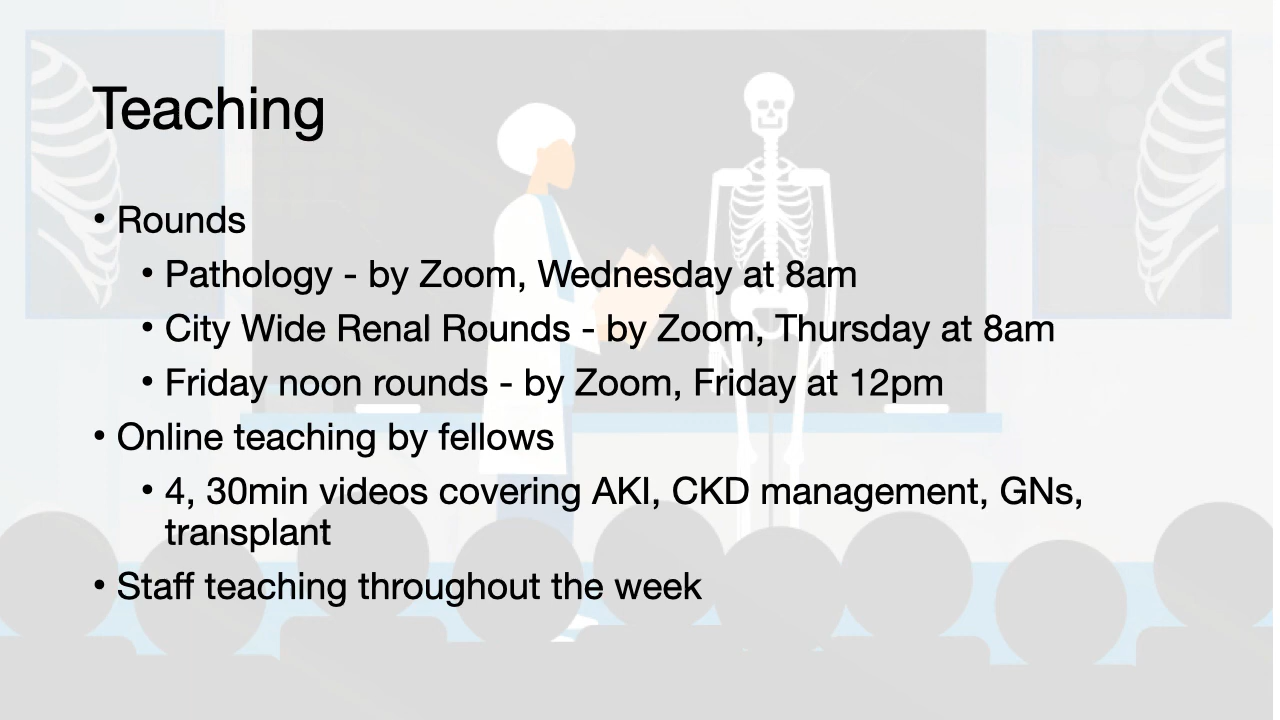 Teaching
• Rounds
• Pathology - by Zoom, Wednesday at 8am
• City Wide Renal Rounds - by Zoom, Thursday at 8am
• Friday noon rounds - by Zoom, Friday at 12pm
• Online teaching by fellows
• 4, 30min videos covering AKI, CKD management, GNs,
transplant
• Staff teaching throughout the week